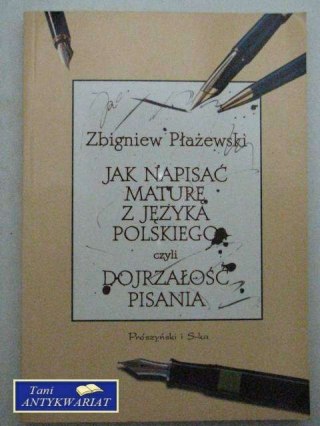 Zbigniew Płażewski
JAK NAPISAĆ
MATURĘ
Z JĘZYKA
POLSKIEGO
czyli
DOJRZAŁOŚĆ
PISANIA
Prószyński i S-ka
Tani
ANTYKWARIAT